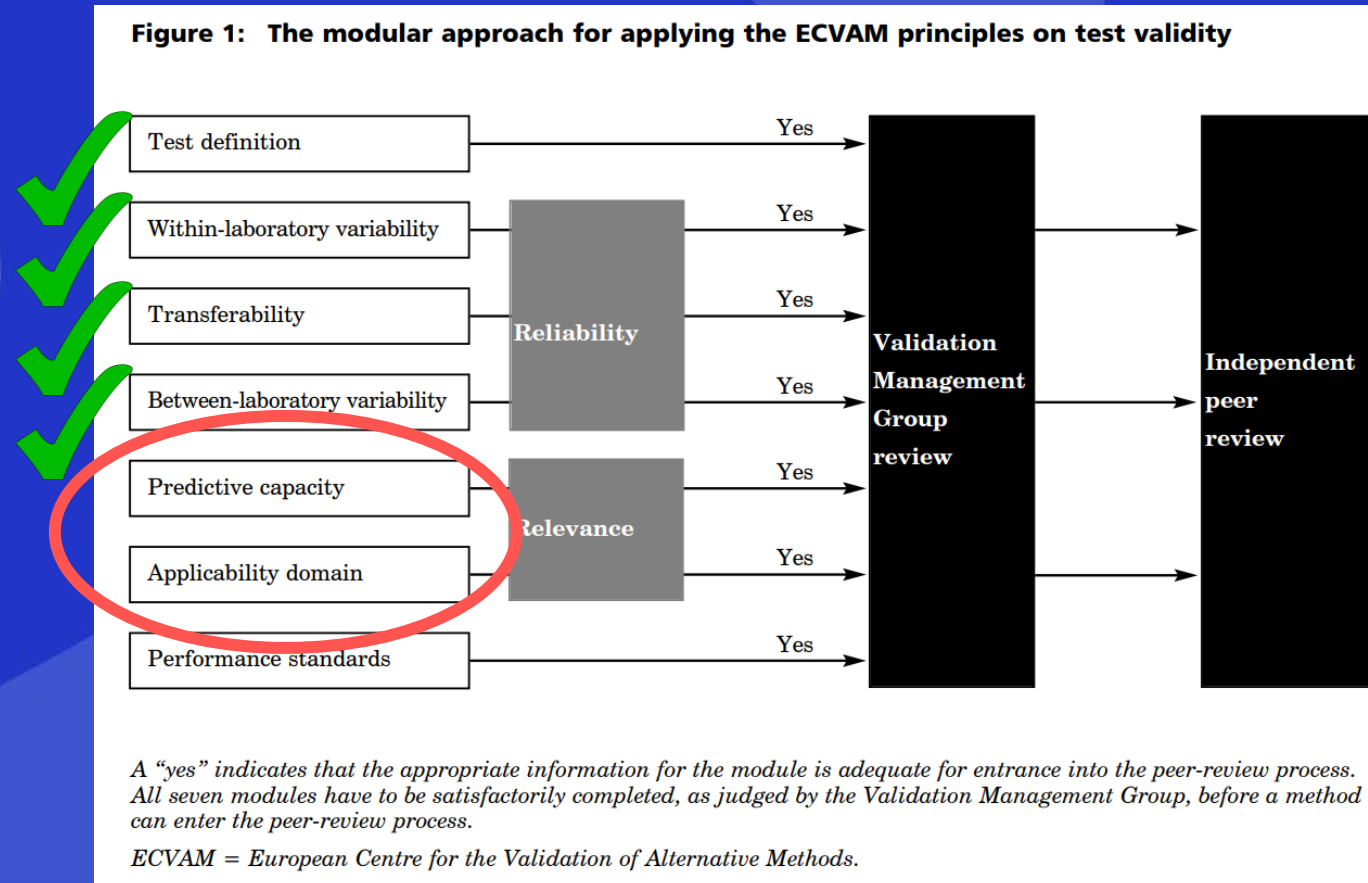 Figure 1: The modular approach for applying the ECVAM principles on test validity
Test definition
Yes
Within-laboratory variability
Yes
Transferability
Yes
Reliability
Between-laboratory variability
Yes
Validation
Management
Group
review
Independent
peer
review
Predictive capacity
Yes
Relevance
Applicability domain
Yes
Performance standards
Yes
A “yes” indicates that the appropriate information for the module is adequate for entrance into the peer-review process.
All seven modules have to be satisfactorily completed, as judged by the Validation Management Group, before a method
can enter the peer-review process.
ECVAM = European Centre for the Validation of Alternative Methods.